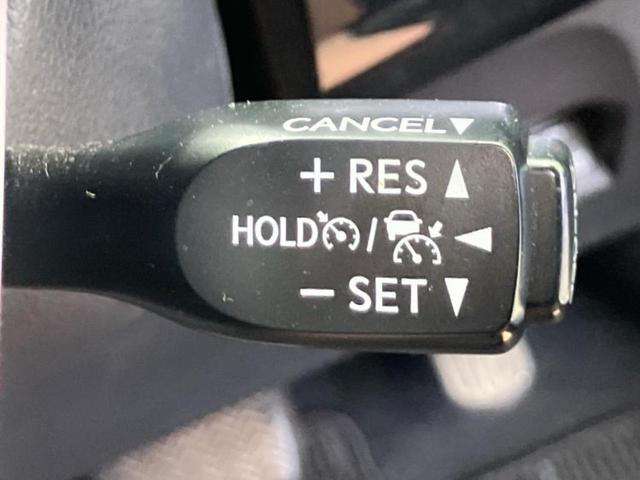 CANCEL▼
+ RES ▲
HOLD / ◀
− SET ▼